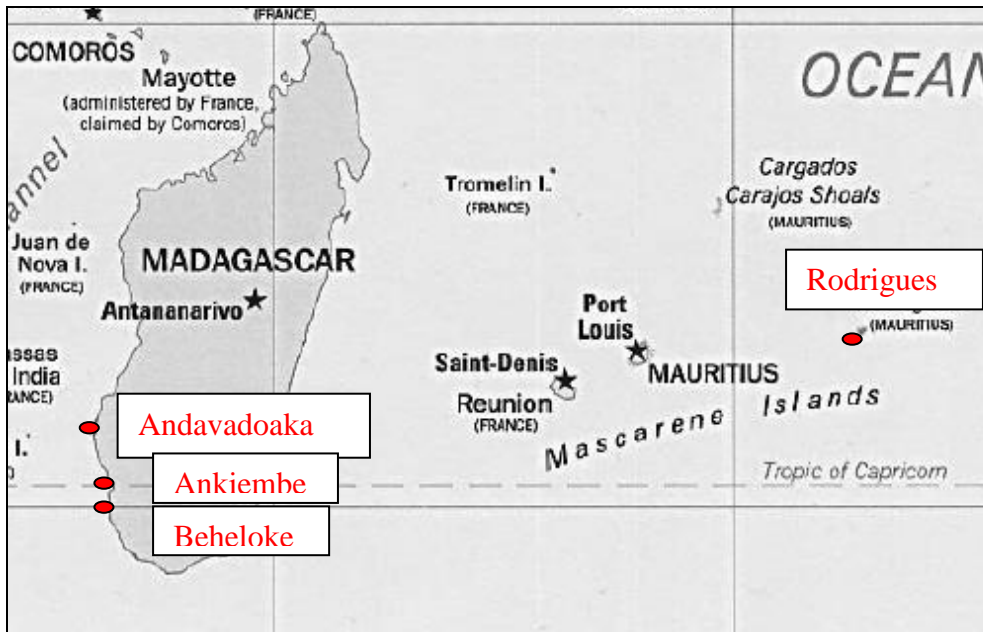 (FRANCE)
COMOROS
Mayotte
(administered by France,
claimed by Comoros)
OCEAN
annel
Tromelin I.
(FRANCE)
Cargados
Carajos Shoals
(MAURITIUS)
Juan de
Nova I.
(FRANCE)
MADAGASCAR
Antananarivo
Rodrigues
(MAURITIUS)
Port
Louis
MAURITIUS
Saint-Denis
Reunion
(FRANCE)
Mascarene Islands
assas
India
RANCE)
I.
Andavadoaka
Ankiembe
Beheloke
Tropic of Capricorn